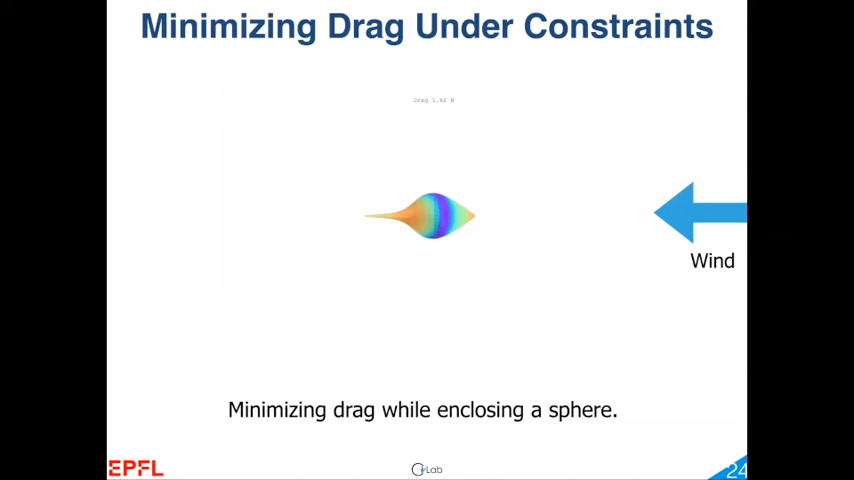 Minimizing Drag Under Constraints
Drag 1.62 N
Wind
Minimizing drag while enclosing a sphere.
EPFL
CVLab
24